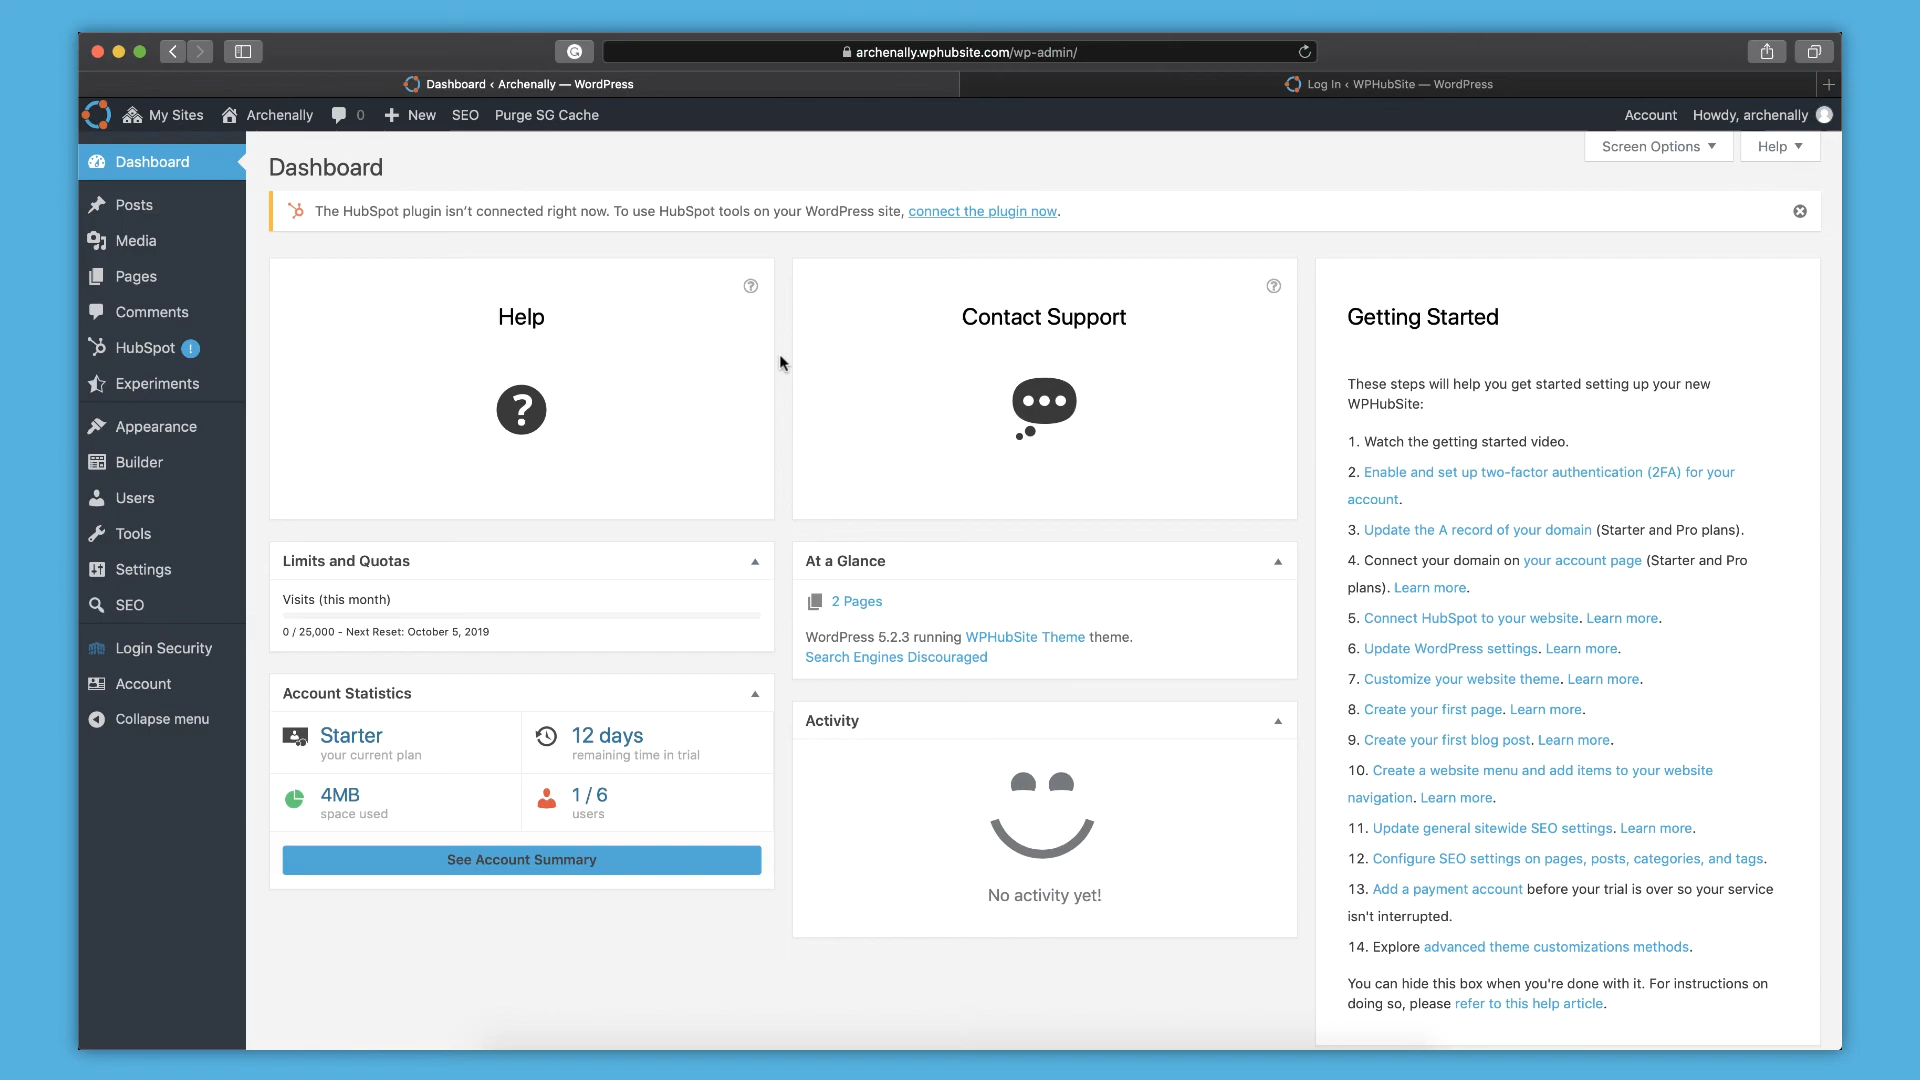 archenally.wphubsite.com/wp-admin/
Dashboard ‹ Archenally — WordPress
Log In ‹ WPHubSite — WordPress
My Sites
Archenally
0
New
SEO
Purge SG Cache
Account
Howdy, archenally
Dashboard
Posts
Media
Pages
Comments
HubSpot !
Experiments
Appearance
Builder
Users
Tools
Settings
SEO
Login Security
Account
Collapse menu
Screen Options
Help
Dashboard
The HubSpot plugin isn’t connected right now. To use HubSpot tools on your WordPress site, connect the plugin now.
Help
?
Contact Support
Limits and Quotas
Visits (this month)
0 / 25,000 - Next Reset: October 5, 2019
Account Statistics
Starter
your current plan
12 days
remaining time in trial
4MB
space used
1 / 6
users
See Account Summary
At a Glance
2 Pages
WordPress 5.2.3 running WPHubSite Theme theme.
Search Engines Discouraged
Activity
No activity yet!
Getting Started
These steps will help you get started setting up your new
WPHubSite:
1. Watch the getting started video.
2. Enable and set up two-factor authentication (2FA) for your
account.
3. Update the A record of your domain (Starter and Pro plans).
4. Connect your domain on your account page (Starter and Pro
plans). Learn more.
5. Connect HubSpot to your website. Learn more.
6. Update WordPress settings. Learn more.
7. Customize your website theme. Learn more.
8. Create your first page. Learn more.
9. Create your first blog post. Learn more.
10. Create a website menu and add items to your website
navigation. Learn more.
11. Update general sitewide SEO settings. Learn more.
12. Configure SEO settings on pages, posts, categories, and tags.
13. Add a payment account before your trial is over so your service
isn't interrupted.
14. Explore advanced theme customizations methods.
You can hide this box when you're done with it. For instructions on
doing so, please refer to this help article.